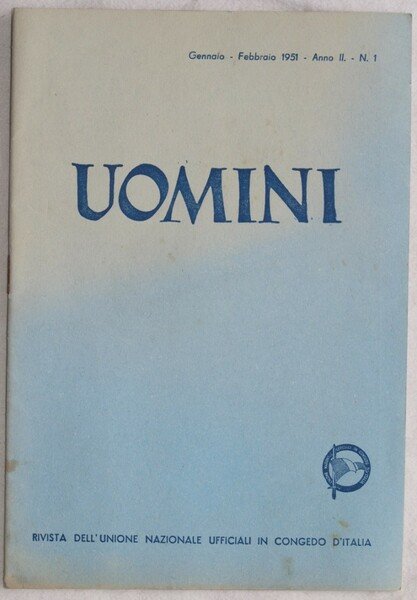 Gennaio - Febbraio 1951 - Anno II. - N. 1
UOMINI
RIVISTA DELL'UNIONE NAZIONALE UFFICIALI IN CONGEDO D'ITALIA